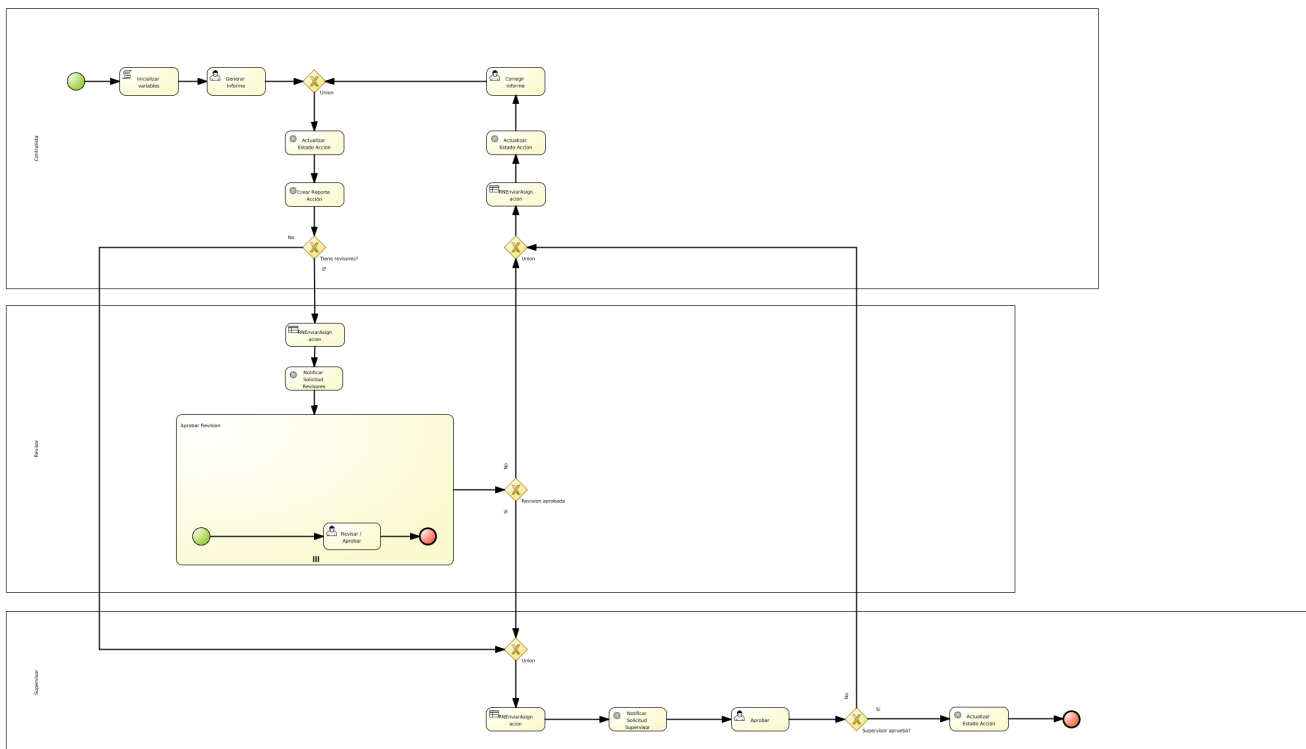 Contratista
Inicializar
variables
Generar
Informe
Union
Corregir
Informe
Actualizar
Estado Accion
Actualizar
Estado Accion
Crear Reporte
Acción
RNEnviarAsign
acion
No
Tiene revisores?
SI
Union
Revisor
RNEnviarAsign
acion
Notificar
Solicitud
Revisores
Aprobar Revision
No
Revision aprobada
SI
Revisar /
Aprobar
Supervisor
Union
RNEnviarAsign
acion
Notificar
Solicitud
Supervisor
Aprobar
No
Si
Supervisor aprueba?
Actualizar
Estado Accion